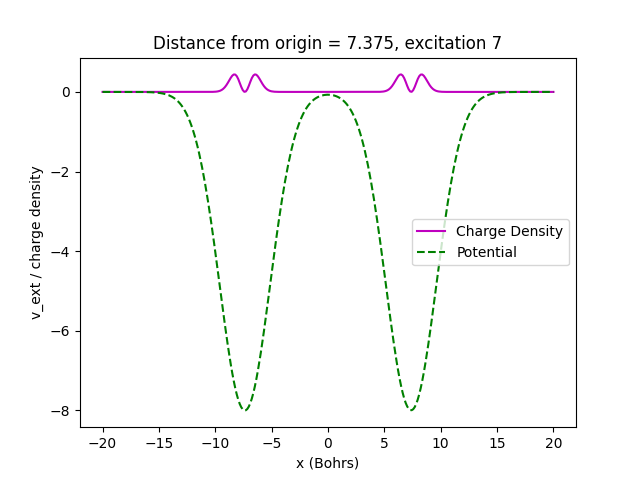 Distance from origin = 7.375, excitation 7
v_ext / charge density
0
−2
−4
−6
−8
Charge Density
Potential
−20
−15
−10
−5
0
5
10
15
20
x (Bohrs)